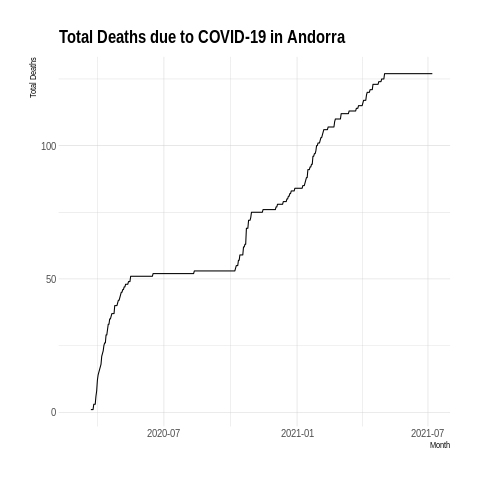 Total Deaths due to COVID-19 in Andorra
Total Deaths
100
50
0
2020-07
2021-01
2021-07
Month